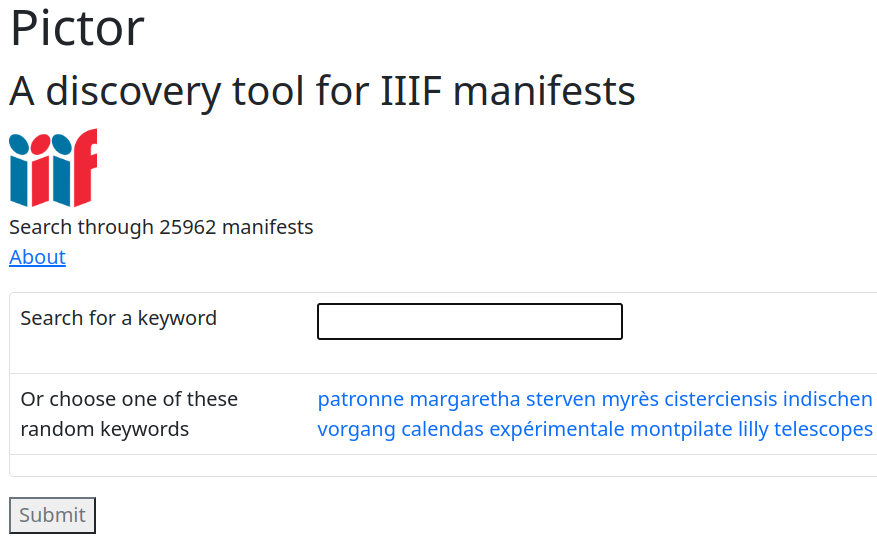 Pictor
A discovery tool for IIIF manifests
iiif
Search through 25962 manifests
About
Search for a keyword
Or choose one of these
random keywords
patronne margaretha sterven myrès cisterciensis indischen
vorgang calendas expérimentale montpilate lilly telescopes
Submit